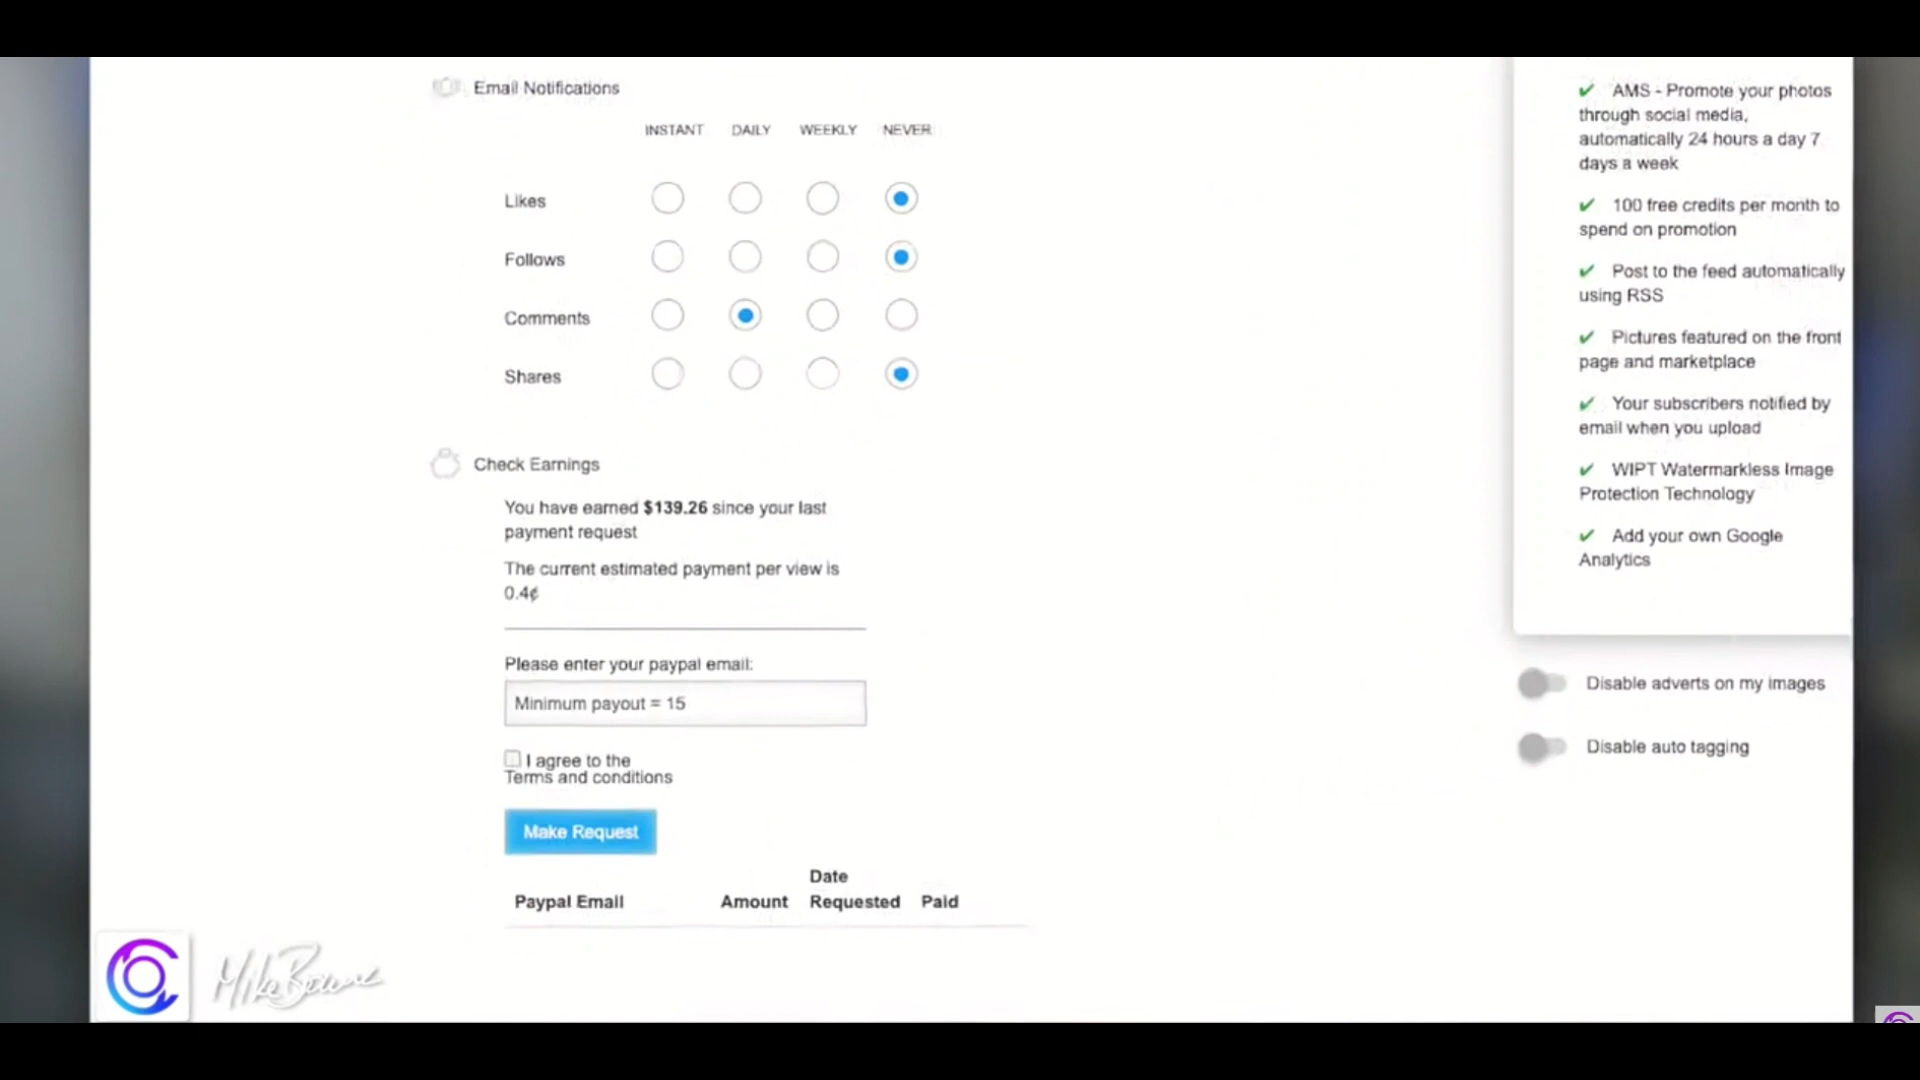 Email Notifications
INSTANT DAILY WEEKLY NEVER
Likes
Follows
Comments
Shares
Check Earnings
You have earned $139.26 since your last
payment request
The current estimated payment per view is
0.4¢
Please enter your paypal email:
Minimum payout = 15
I agree to the
Terms and conditions
Make Request
Paypal Email Amount Date Requested Paid
✔ AMS - Promote your photos
through social media,
automatically 24 hours a day 7
days a week
✔ 100 free credits per month to
spend on promotion
✔ Post to the feed automatically
using RSS
✔ Pictures featured on the front
page and marketplace
✔ Your subscribers notified by
email when you upload
✔ WIPT Watermarkless Image
Protection Technology
✔ Add your own Google
Analytics
Disable adverts on my images
Disable auto tagging
Mike Browne